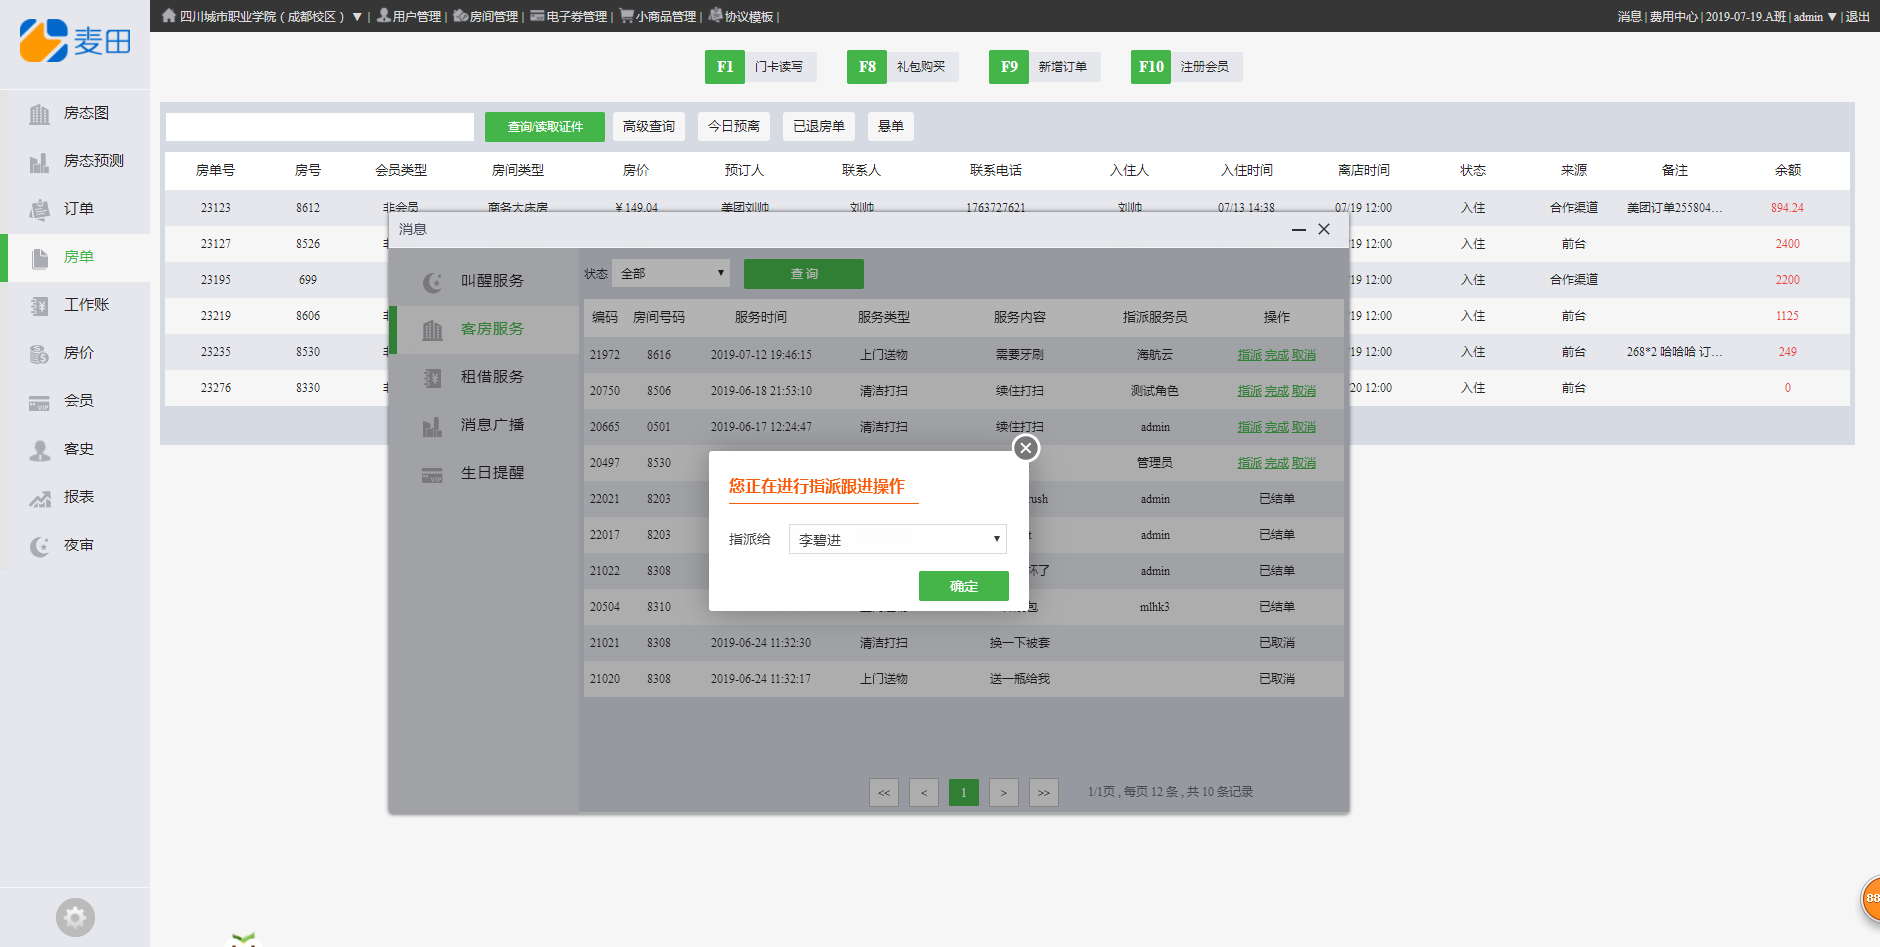 四川城市职业学院（成都校区） ▼ | 用户管理 | 房间管理 | 电子券管理 | 小商品管理 | 协议模板 |
消息 | 费用中心 | 2019-07-19.A班 | admin ▼ | 退出
麦田
F1 门卡读写 F8 礼包购买 F9 新增订单 F10 注册会员
房态图
房态预测
订单
房单
工作账
房价
会员
客史
报表
夜审
查询/读取证件 高级查询 今日预离 已退房单 悬单
房单号 房号 会员类型 房间类型 房价 预订人 联系人 联系电话 入住人 入住时间 离店时间 状态 来源 备注 余额
23123 8612 非会员 商务大床房 ¥ 149.04 美团刘帅 刘帅 1763727621 刘帅 07/13 14:38 07/19 12:00 入住 合作渠道 美团订单255804... 894.24
23127 8526 /19 12:00 入住 前台 2400
23195 699 /19 12:00 入住 合作渠道 2200
23219 8606 /19 12:00 入住 前台 1125
23235 8530 /19 12:00 入住 前台 268*2 哈哈哈 订... 249
23276 8330 20 12:00 入住 前台 0
消息
叫醒服务
客房服务
租借服务
消息广播
生日提醒
状态 全部 查 询
编码 房间号码 服务时间 服务类型 服务内容 指派服务员 操作
21972 8616 2019-07-12 19:46:15 上门送物 需要牙刷 海航云 指派 完成 取消
20750 8506 2019-06-18 21:53:10 清洁打扫 续住打扫 测试角色 指派 完成 取消
20665 0501 2019-06-17 12:24:47 清洁打扫 续住打扫 admin 指派 完成 取消
20497 8530 管理员 指派 完成 取消
22021 8203 rush admin 已结单
22017 8203 t admin 已结单
21022 8308 坏了 admin 已结单
20504 8310 包 mlhk3 已结单
21021 8308 2019-06-24 11:32:30 清洁打扫 换一下被套 已取消
21020 8308 2019-06-24 11:32:17 上门送物 送一瓶给我 已取消
您正在进行指派跟进操作
指派给 李碧进
确定
<< < 1 > >> 1/1页 , 每页 12 条 , 共 10 条记录
88